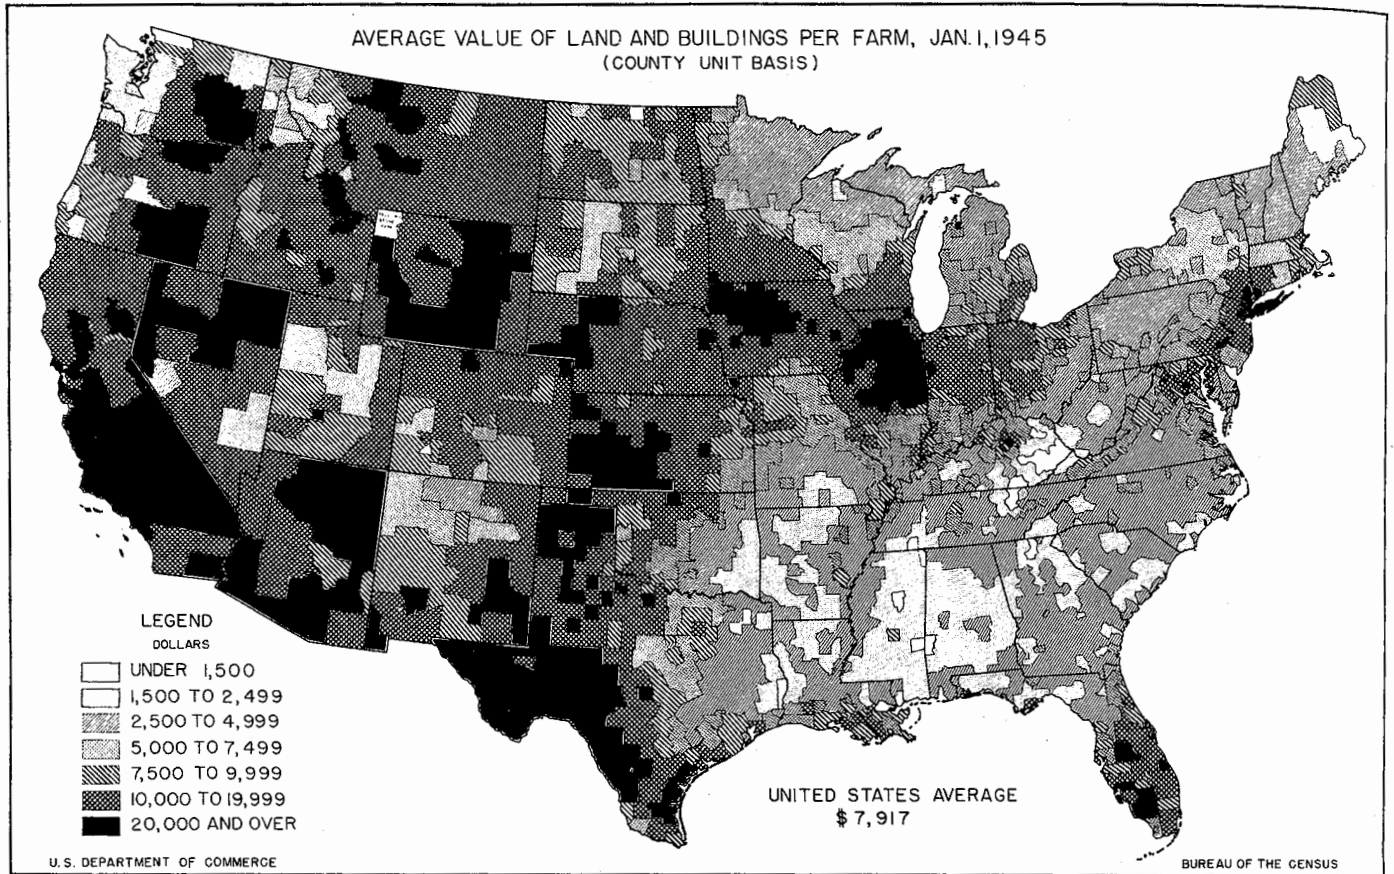 AVERAGE VALUE OF LAND AND BUILDINGS PER FARM, JAN. 1, 1945
(COUNTY UNIT BASIS)
LEGEND
DOLLARS
UNDER 1,500
1,500 TO 2,499
2,500 TO 4,999
5,000 TO 7,499
7,500 TO 9,999
10,000 TO 19,999
20,000 AND OVER
UNITED STATES AVERAGE
$7,917
U. S. DEPARTMENT OF COMMERCE
BUREAU OF THE CENSUS